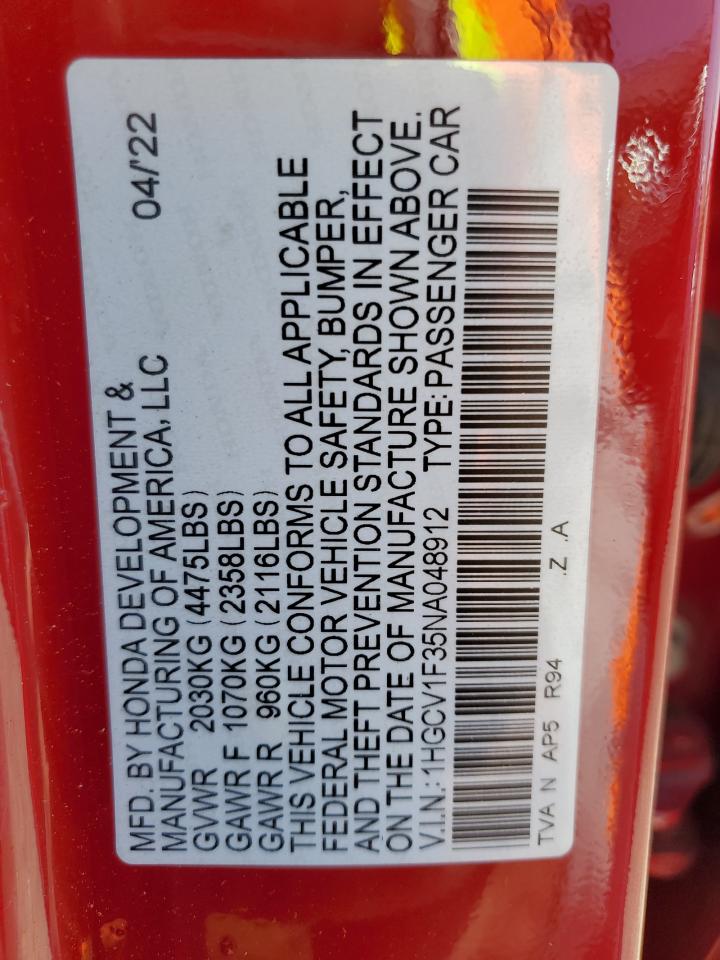 MFD. BY HONDA DEVELOPMENT & 04/'22
MANUFACTURING OF AMERICA, LLC
GVWR 2030KG (4475LBS)
GAWR F 1070KG (2358LBS)
GAWR R 960KG (2116LBS)
THIS VEHICLE CONFORMS TO ALL APPLICABLE
FEDERAL MOTOR VEHICLE SAFETY, BUMPER,
AND THEFT PREVENTION STANDARDS IN EFFECT
ON THE DATE OF MANUFACTURE SHOWN ABOVE.
V.I.N.: 1HGCV1F35NA048912 TYPE: PASSENGER CAR
TVA N AP5 R94 .Z .A